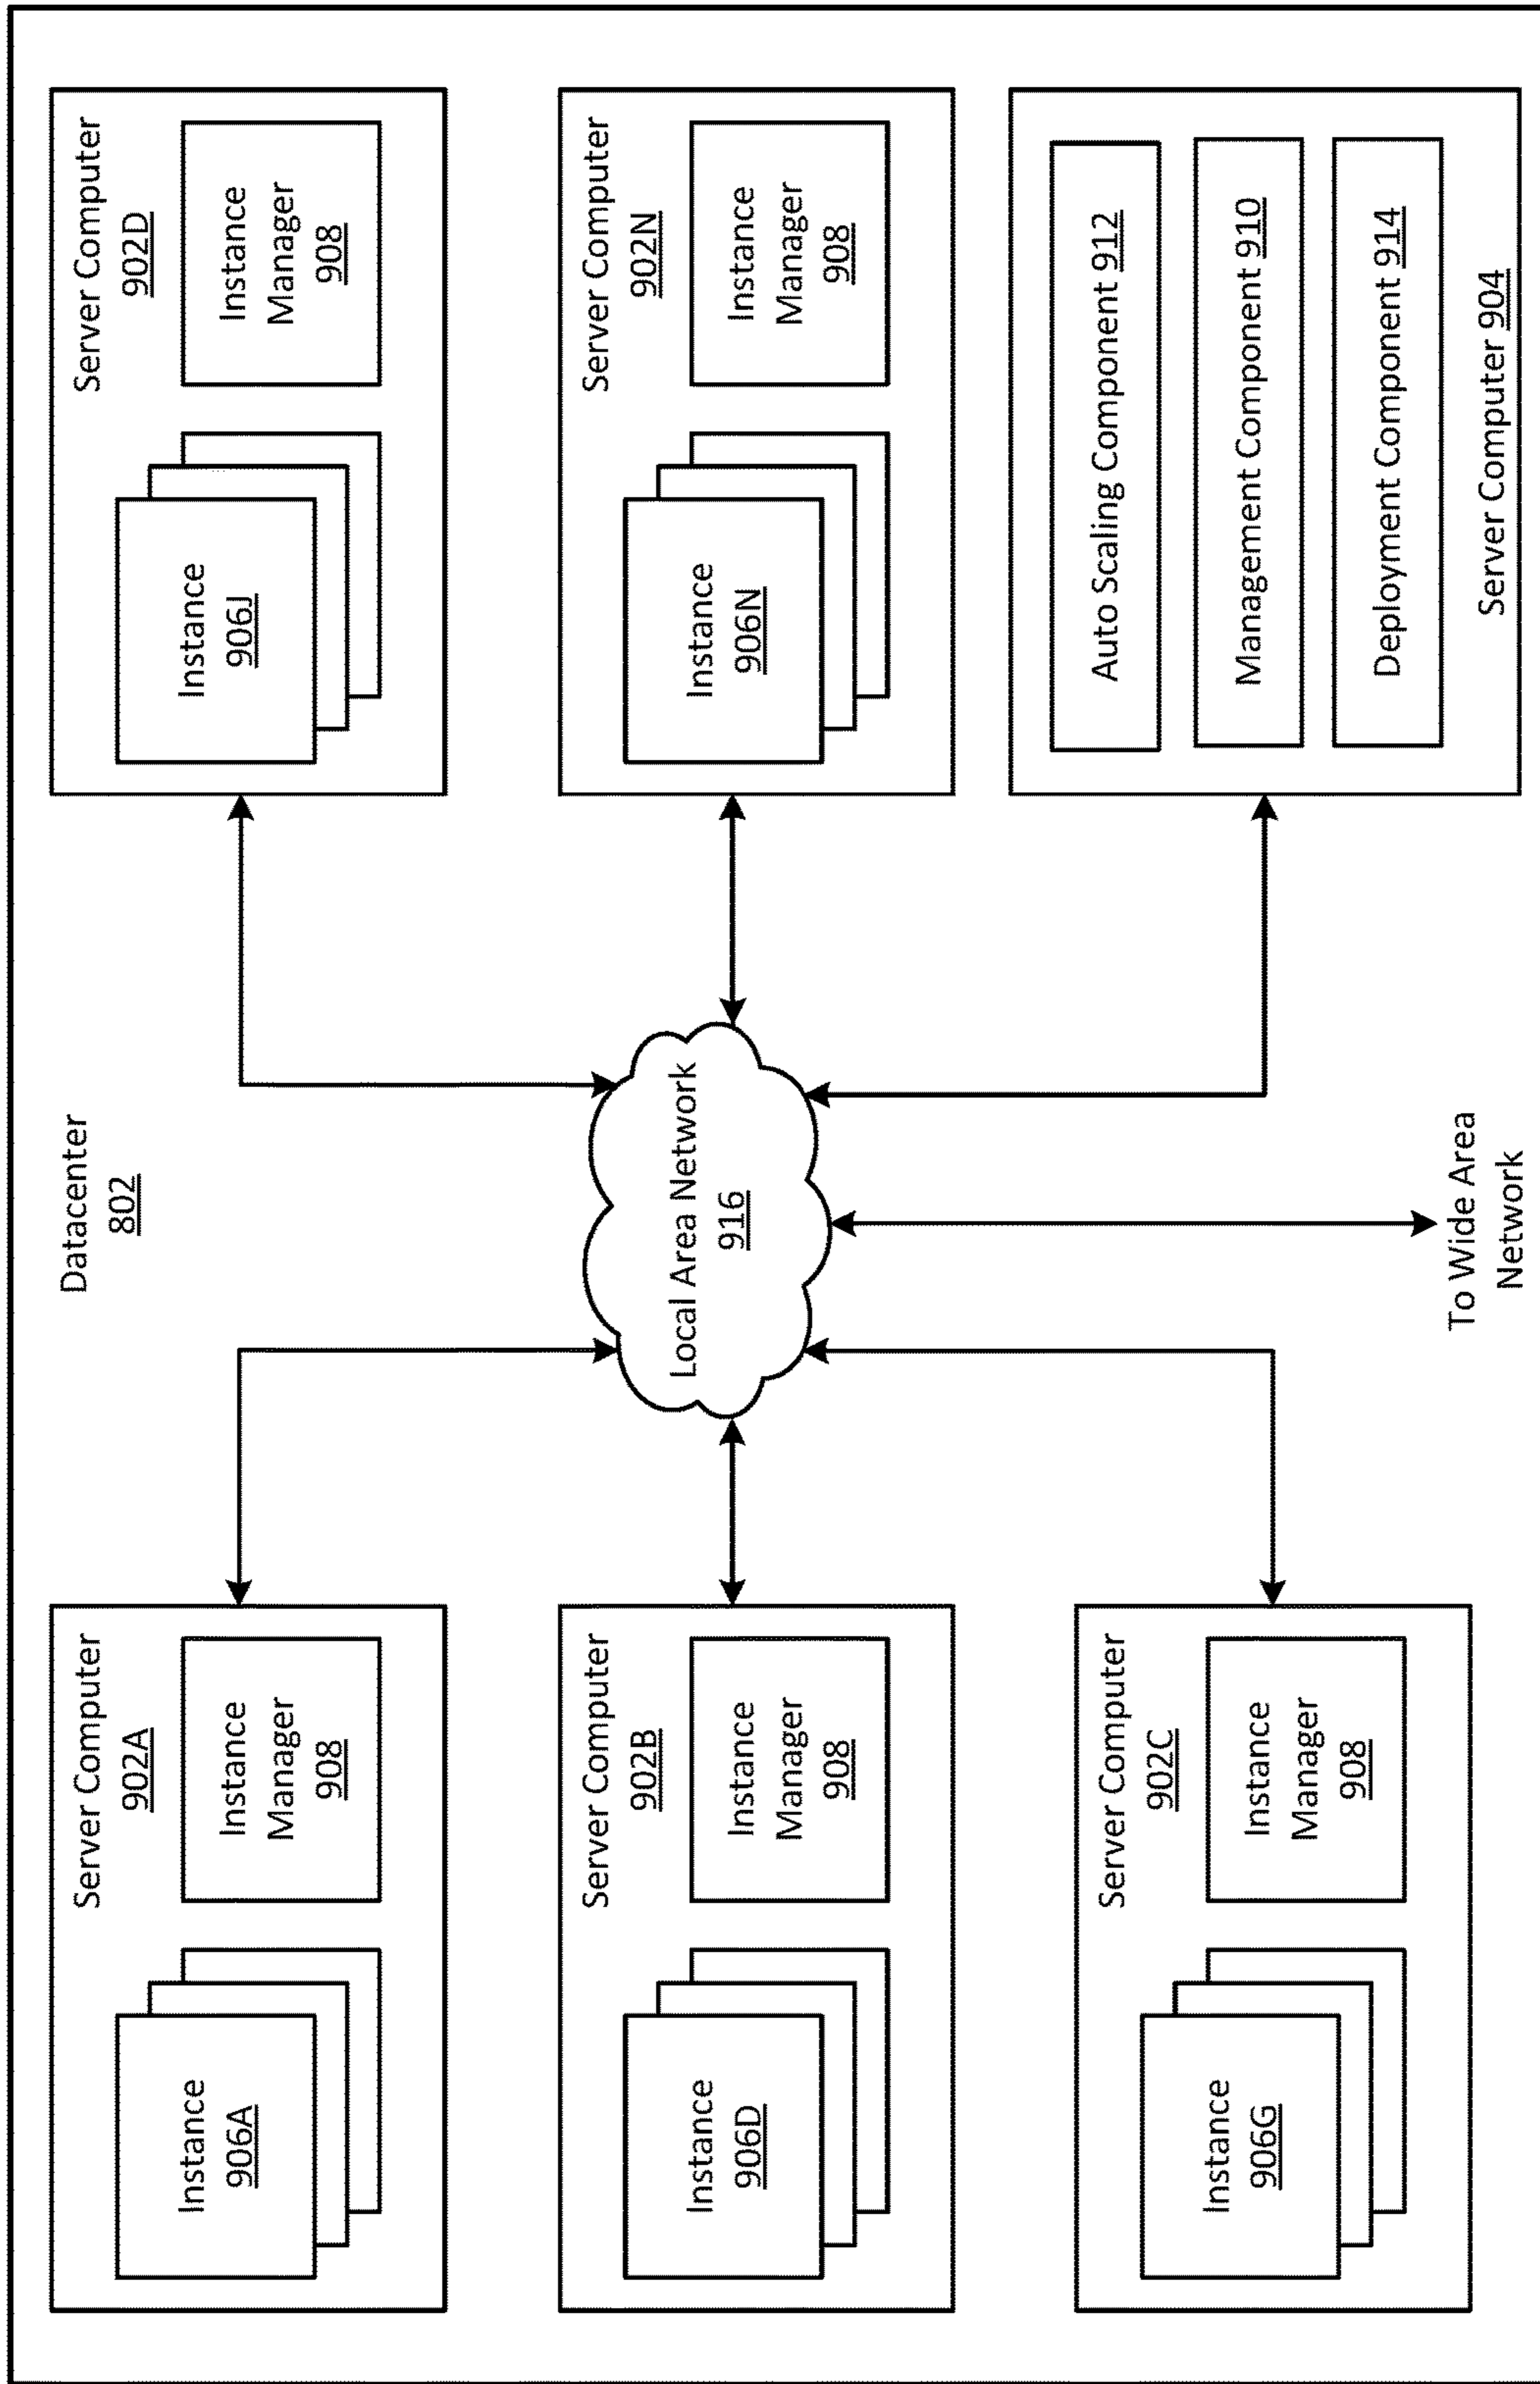 Datacenter
802
Server Computer
902A
Instance
906A
Instance
Manager
908
Server Computer
902B
Instance
906D
Instance
Manager
908
Server Computer
902C
Instance
906G
Instance
Manager
908
Local Area Network
916
To Wide Area
Network
Server Computer
902D
Instance
906J
Instance
Manager
908
Server Computer
902N
Instance
906N
Instance
Manager
908
Auto Scaling Component 912
Management Component 910
Deployment Component 914
Server Computer 904